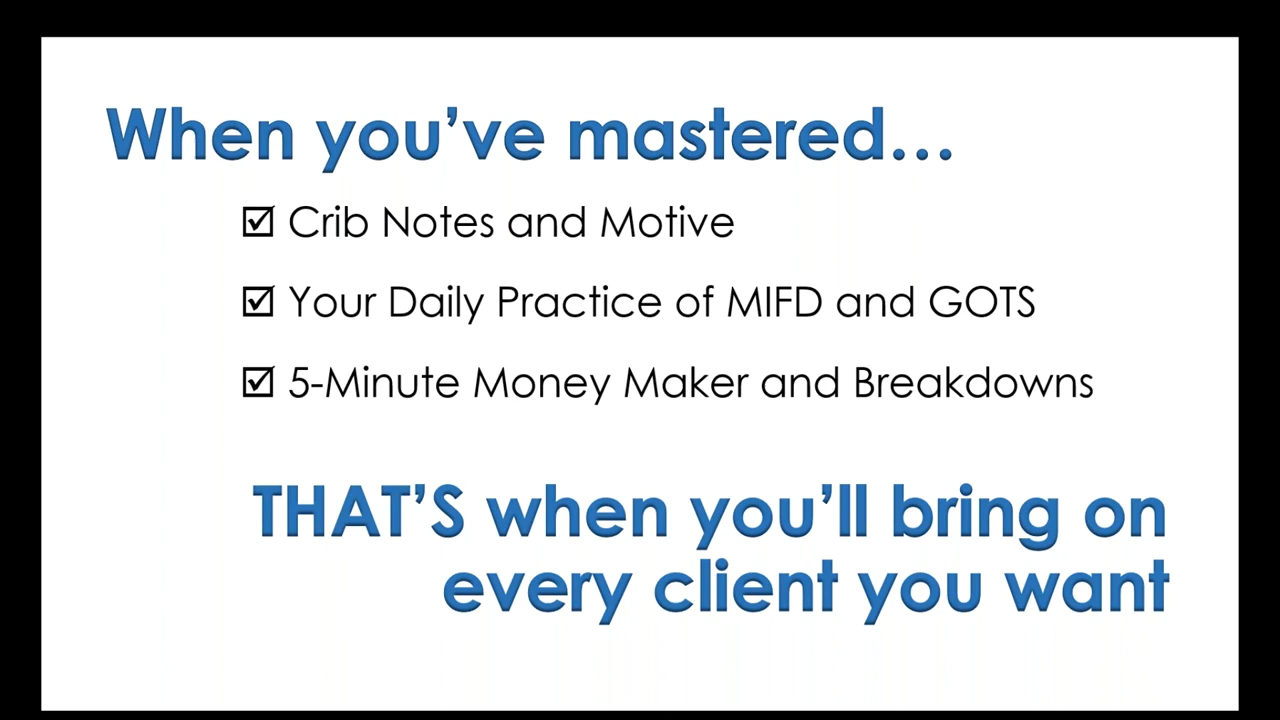 When you’ve mastered...
☑ Crib Notes and Motive
☑ Your Daily Practice of MIFD and GOTS
☑ 5-Minute Money Maker and Breakdowns
THAT’S when you’ll bring on
every client you want